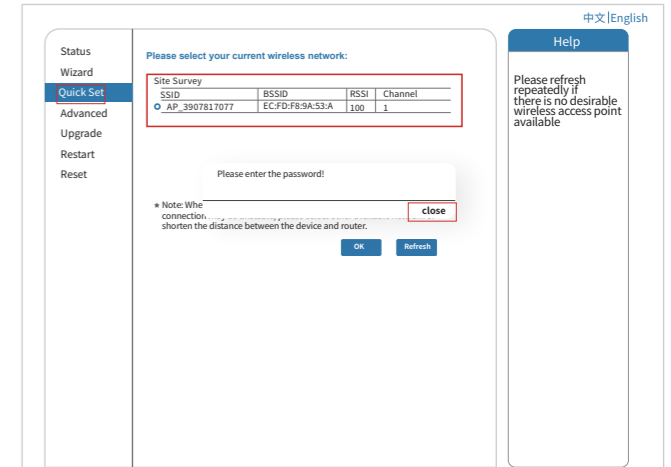 中文|English
Status
Wizard
Quick Set
Advanced
Upgrade
Restart
Reset
Please select your current wireless network:
Site Survey
SSID BSSID RSSI Channel
AP_3907817077 EC:FD:F8:9A:53:A 100 1
Please enter the password!
close
★ Note: Whe
connection
shorten the distance between the device and router.
OK Refresh
Help
Please refresh
repeatedly if
there is no desirable
wireless access point
available